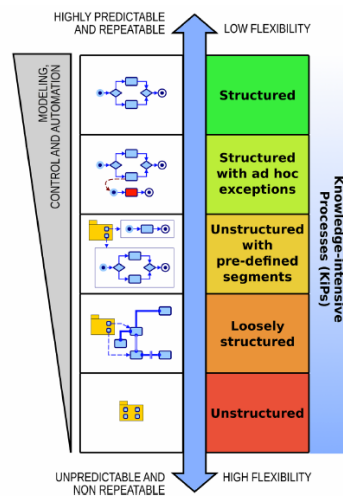 HIGHLY PREDICTABLE
AND REPEATABLE
LOW FLEXIBILITY
MODELING,
CONTROL AND AUTOMATION
Structured
Structured
with ad hoc
exceptions
Unstructured
with
pre-defined
segments
Loosely
structured
Unstructured
Knowledge-intensive
Processes (KiPs)
UNPREDICTABLE AND
NON REPEATABLE
HIGH FLEXIBILITY